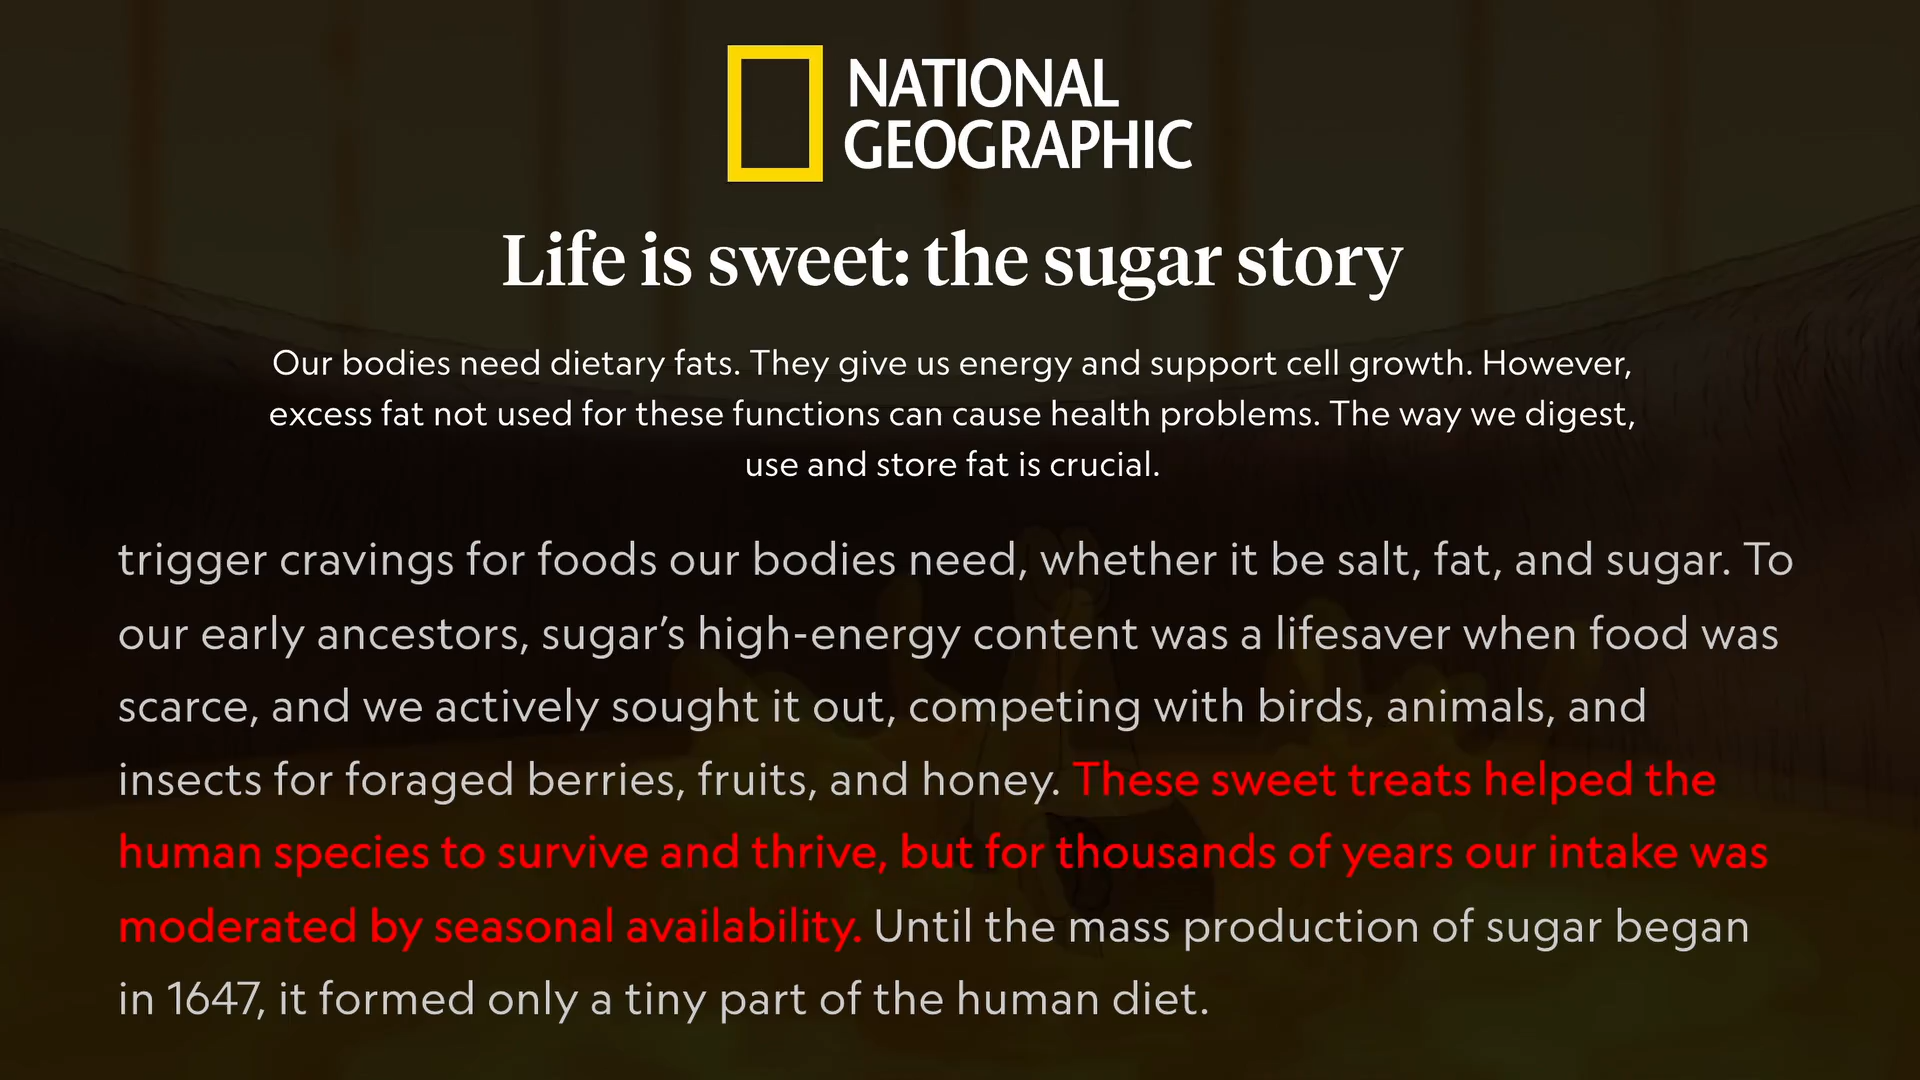 NATIONAL
GEOGRAPHIC
Life is sweet: the sugar story
Our bodies need dietary fats. They give us energy and support cell growth. However,
excess fat not used for these functions can cause health problems. The way we digest,
use and store fat is crucial.
trigger cravings for foods our bodies need, whether it be salt, fat, and sugar. To
our early ancestors, sugar’s high-energy content was a lifesaver when food was
scarce, and we actively sought it out, competing with birds, animals, and
insects for foraged berries, fruits, and honey. These sweet treats helped the
human species to survive and thrive, but for thousands of years our intake was
moderated by seasonal availability. Until the mass production of sugar began
in 1647, it formed only a tiny part of the human diet.